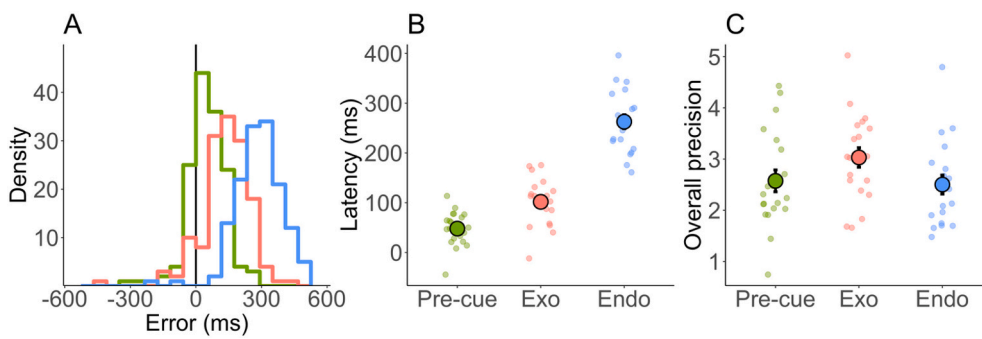 A
Density
40
30
20
10
-600
-300
0
300
600
Error (ms)
B
Latency (ms)
400
300
200
100
0
Pre-cue
Exo
Endo
C
Overall precision
5
4
3
2
1
Pre-cue
Exo
Endo